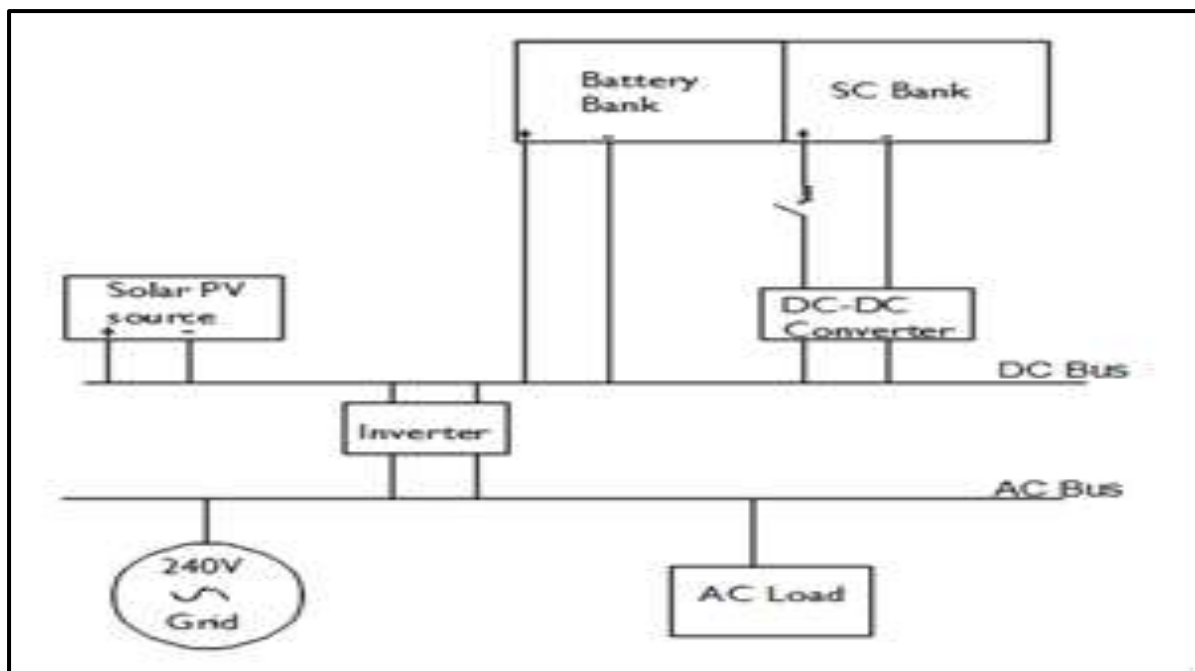 Battery
Bank
SC Bank
+
-
+
-
Solar PV
source
+
-
DC-DC
Converter
DC Bus
Inverter
AC Bus
240V
Grid
AC Load